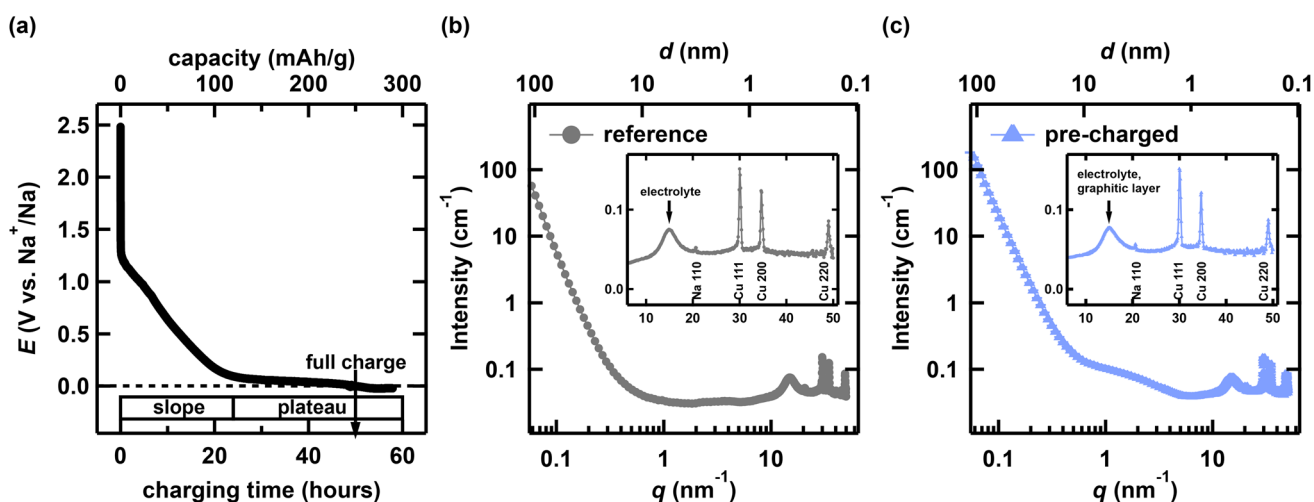 (a)
capacity (mAh/g)
0 100 200 300
E (V vs. Na⁺/Na)
2.5
2.0
1.5
1.0
0.5
0.0
full charge
slope plateau
0 20 40 60
charging time (hours)
(b)
d (nm)
100 10 1 0.1
reference
Intensity (cm⁻¹)
100
10
1
0.1
electrolyte
0.1
0.0
Na 110
Cu 111
Cu 200
Cu 220
10 20 30 40 50
0.1 1 10
q (nm⁻¹)
(c)
d (nm)
100 10 1 0.1
pre-charged
Intensity (cm⁻¹)
100
10
1
0.1
electrolyte,
graphitic layer
0.1
0.0
Na 110
Cu 111
Cu 200
Cu 220
10 20 30 40 50
0.1 1 10
q (nm⁻¹)